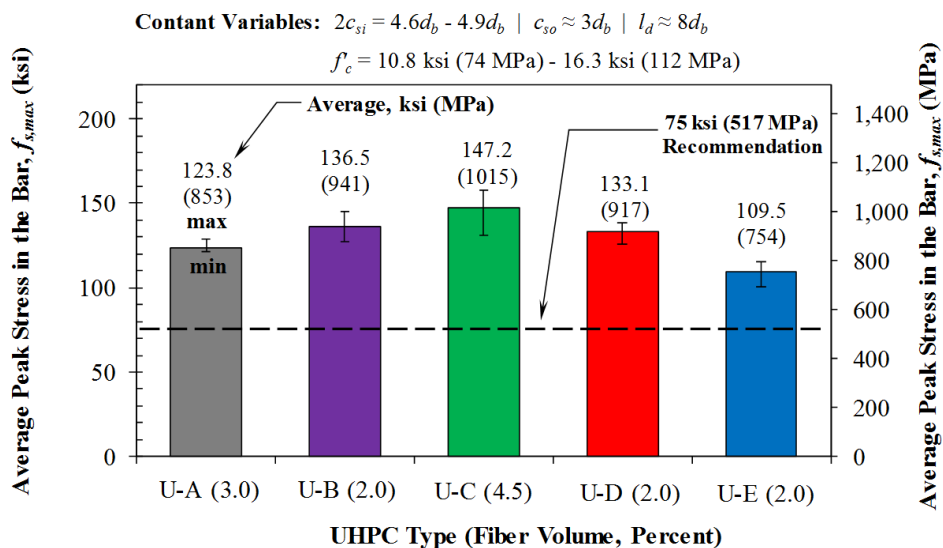 Contant Variables: 2c_si = 4.6d_b - 4.9d_b | c_so ≈ 3d_b | l_d ≈ 8d_b
f'_c = 10.8 ksi (74 MPa) - 16.3 ksi (112 MPa)
Average Peak Stress in the Bar, f_s,max (ksi)
Average Peak Stress in the Bar, f_s,max (MPa)
200
150
100
50
0
1,400
1,200
1,000
800
600
400
200
0
Average, ksi (MPa)
75 ksi (517 MPa)
Recommendation
123.8
(853)
max
min
136.5
(941)
147.2
(1015)
133.1
(917)
109.5
(754)
U-A (3.0)
U-B (2.0)
U-C (4.5)
U-D (2.0)
U-E (2.0)
UHPC Type (Fiber Volume, Percent)